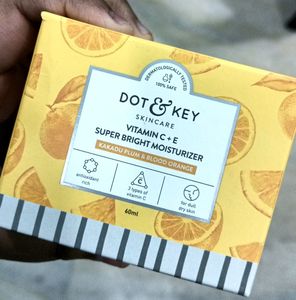 DERMATOLOGICALLY TESTED
100% SAFE
DOT & KEY
SKINCARE
VITAMIN C + E
SUPER BRIGHT MOISTURIZER
KAKADU PLUM & BLOOD ORANGE
antioxidant
rich
C
3 types of
vitamin C
for dull
dry skin
60ml